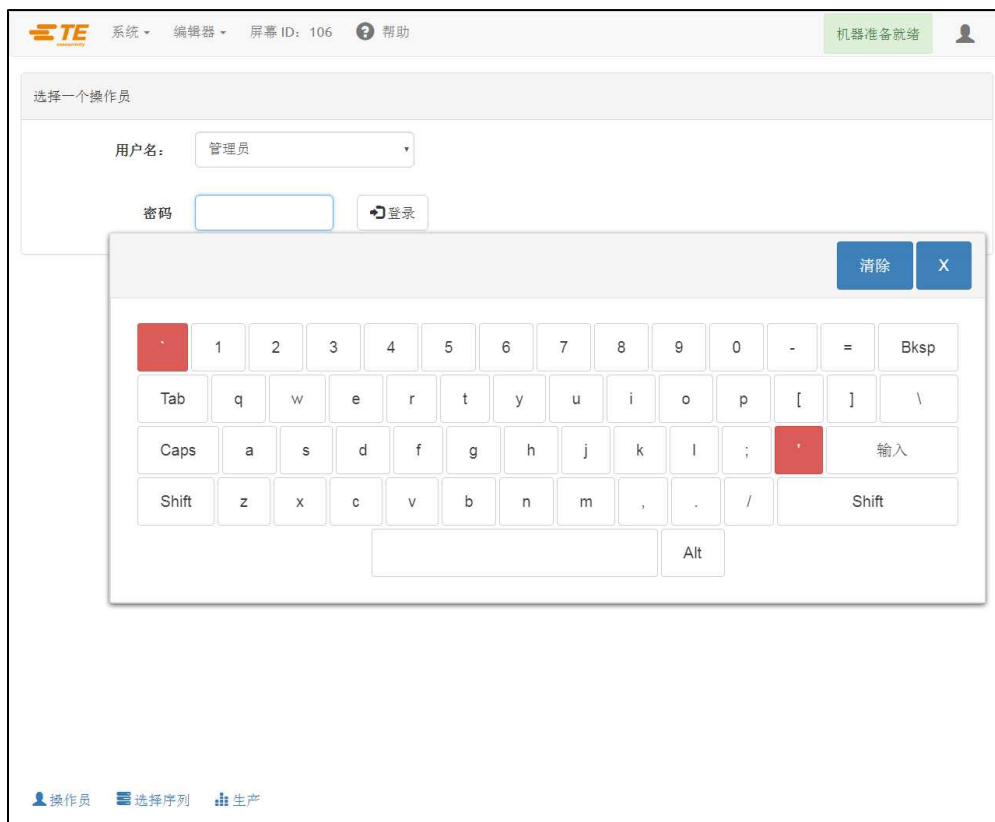 TE connectivity 系统 编辑器 屏幕 ID：106 ? 帮助 机器准备就绪
选择一个操作员
用户名： 管理员
密码 登录
清除 X
` 1 2 3 4 5 6 7 8 9 0 - = Bksp
Tab q w e r t y u i o p [ ] \
Caps a s d f g h j k l ; ' 输入
Shift z x c v b n m , . / Shift
Alt
操作员 选择序列 生产